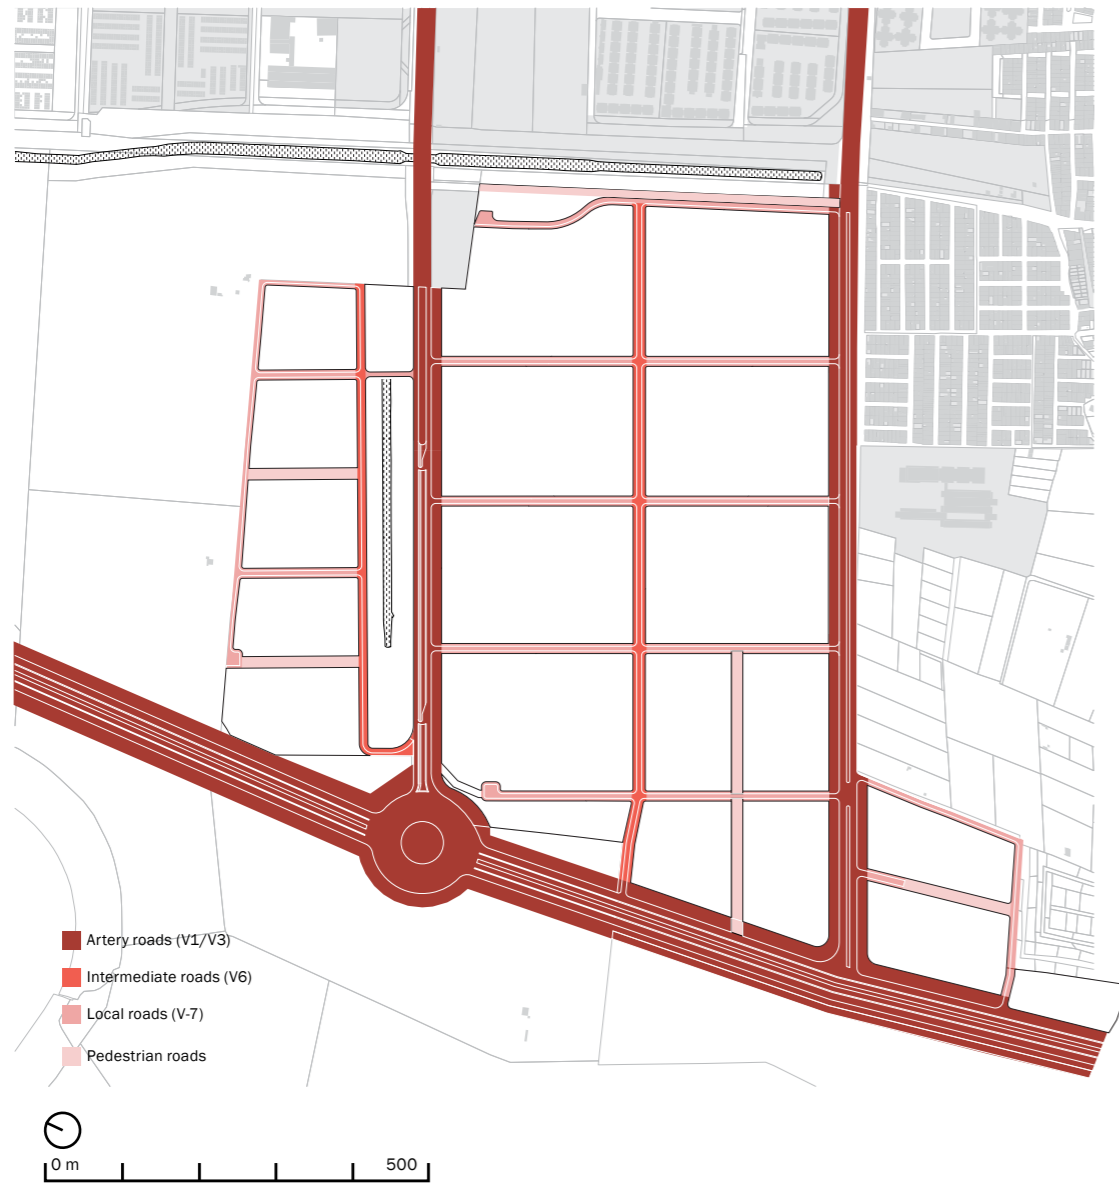 Artery roads (V1/V3)
Intermediate roads (V6)
Local roads (V-7)
Pedestrian roads
0 m 500